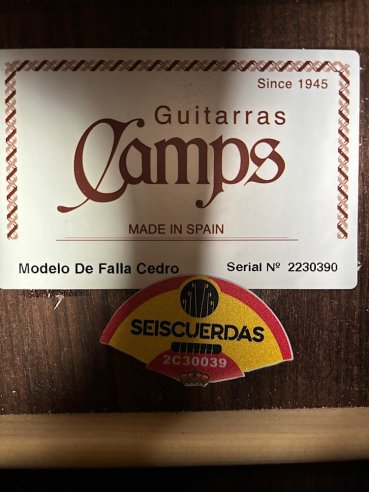 Since 1945
Guitarras
Camps
MADE IN SPAIN
Modelo De Falla Cedro Serial Nº 2230390
SEISCUERDAS
2C30039